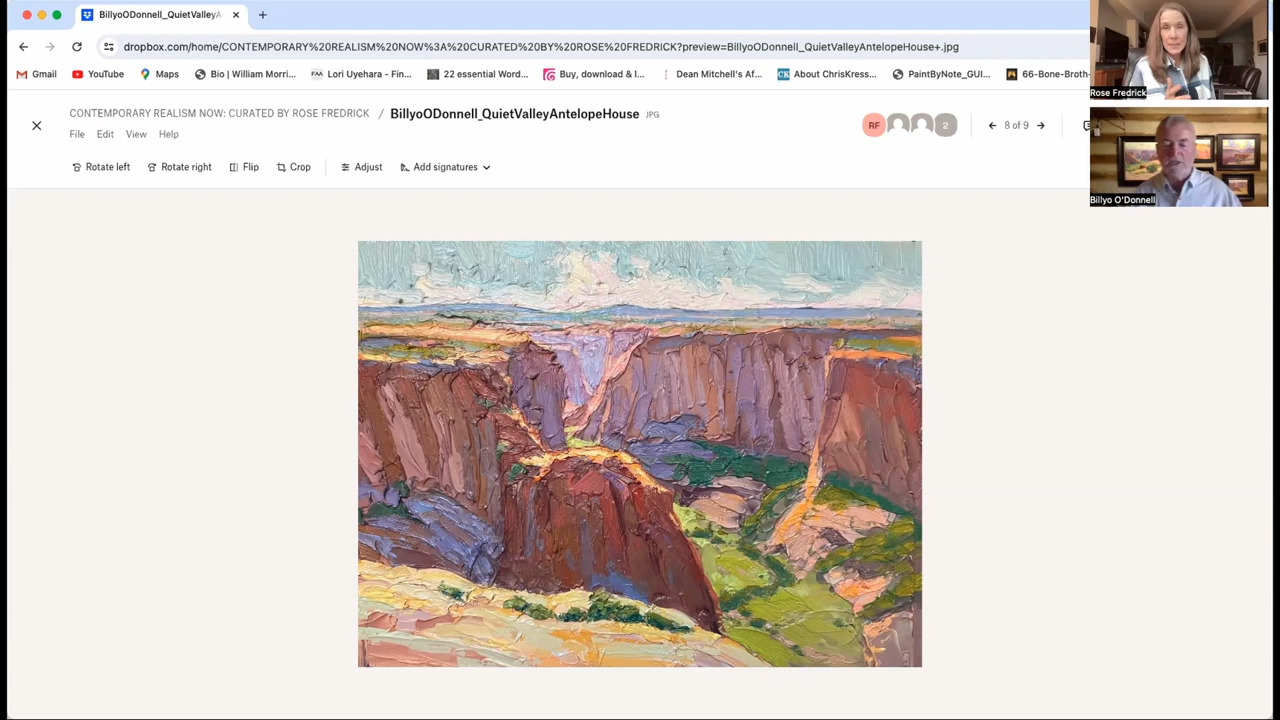 BillyoODonnell_QuietValleyA
dropbox.com/home/CONTEMPORARY%20REALISM%20NOW%3A%20CURATED%20BY%20ROSE%20FREDRICK?preview=BillyoODonnell_QuietValleyAntelopeHouse+.jpg
Gmail YouTube Maps Bio | William Morri... FAA Lori Uyehara - Fin... 22 essential Word... Buy, download & l... Dean Mitchell's Af... CK About ChrisKress... PaintByNote_GUI... 66-Bone-Broth-
Rose Fredrick
CONTEMPORARY REALISM NOW: CURATED BY ROSE FREDRICK / BillyoODonnell_QuietValleyAntelopeHouse JPG
RF 2 8 of 9
File Edit View Help
Rotate left Rotate right Flip Crop Adjust Add signatures
Billyo O'Donnell